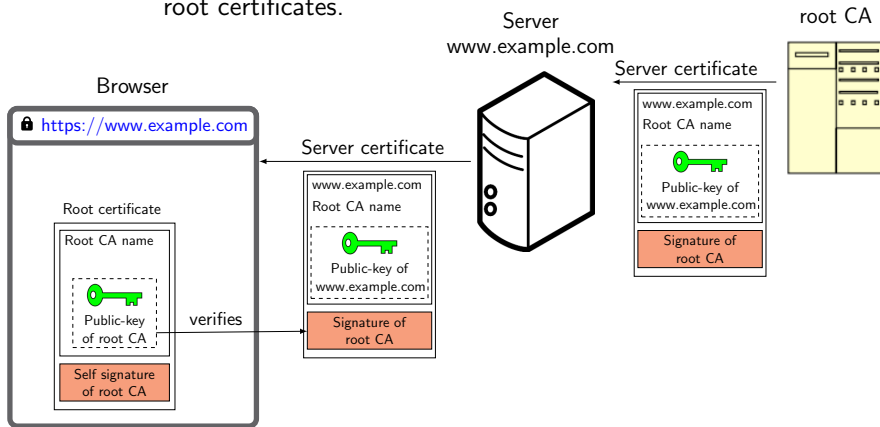 root certificates.
root CA
Server
www.example.com
Server certificate
www.example.com
Root CA name
Public-key of
www.example.com
Signature of
root CA
Browser
https://www.example.com
Server certificate
www.example.com
Root CA name
Public-key of
www.example.com
Signature of
root CA
Root certificate
Root CA name
Public-key
of root CA
verifies
Self signature
of root CA